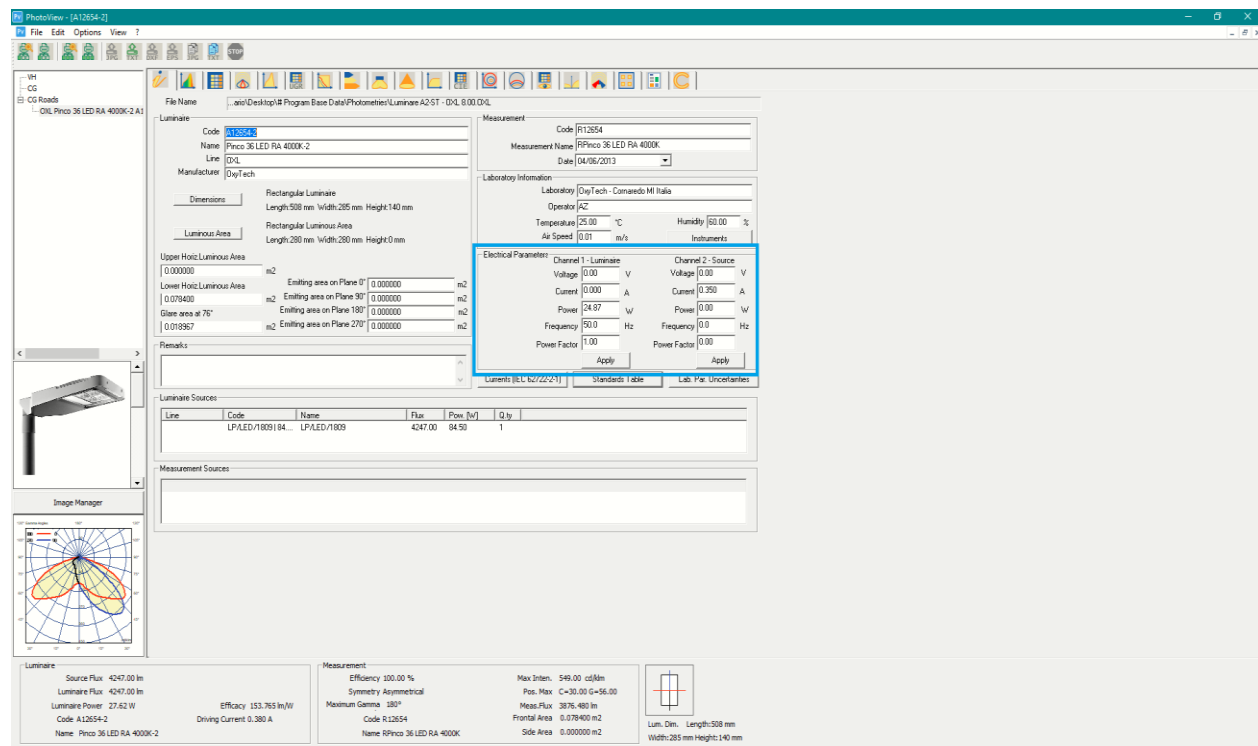 PhotoView - [A12654-2]
File Edit Options View ?
JPG TXT DXF EPS JPG TXT STOP
VH
CG
CG Roads
OXL Pinco 36 LED RA 4000K-2 A1
File Name ...ario\Desktop\# Program Base Data\Photometries\Luminare A2-ST - OXL 8.00.OXL
Luminaire
Code A12654-2
Name Pinco 36 LED RA 4000K-2
Line OXL
Manufacturer OxyTech
Dimensions
Rectangular Luminaire
Length:508 mm Width:285 mm Height:140 mm
Luminous Area
Rectangular Luminous Area
Length:280 mm Width:280 mm Height:0 mm
Upper Horiz.Luminous Area
0.000000 m2
Lower Horiz.Luminous Area
0.078400 m2
Glare area at 76°
0.018967 m2
Emitting area on Plane 0° 0.000000 m2
Emitting area on Plane 90° 0.000000 m2
Emitting area on Plane 180° 0.000000 m2
Emitting area on Plane 270° 0.000000 m2
Remarks
Measurement
Code R12654
Measurement Name RPinco 36 LED RA 4000K
Date 04/06/2013
Laboratory Information
Laboratory OxyTech - Cornaredo MI Italia
Operator AZ
Temperature 25.00 °C Humidity 60.00 %
Air Speed 0.01 m/s Instruments
Electrical Parameters
Channel 1 - Luminaire Channel 2 - Source
Voltage 0.00 V Voltage 0.00 V
Current 0.000 A Current 0.350 A
Power 24.87 W Power 0.00 W
Frequency 50.0 Hz Frequency 0.0 Hz
Power Factor 1.00 Power Factor 0.00
Apply Apply
Currents [IEC 62722-2-1] Standards Table Lab. Par. Uncertainties
Luminaire Sources
Line Code Name Flux Pow. [W] Q.ty
LP/LED/1809 | 84... LP/LED/1809 4247.00 84.50 1
Measurement Sources
Image Manager
Luminaire
Source Flux 4247.00 lm
Luminaire Flux 4247.00 lm
Luminaire Power 27.62 W Efficacy 153.765 lm/W
Code A12654-2 Driving Current 0.380 A
Name Pinco 36 LED RA 4000K-2
Measurement
Efficiency 100.00 % Max Inten. 549.00 cd/klm
Symmetry Asymmetrical Pos. Max C=30.00 G=56.00
Maximum Gamma 180° Meas.Flux 3876.480 lm
Code R12654 Frontal Area 0.078400 m2
Name RPinco 36 LED RA 4000K Side Area 0.000000 m2
Lum. Dim. Length:508 mm
Width:285 mm Height:140 mm